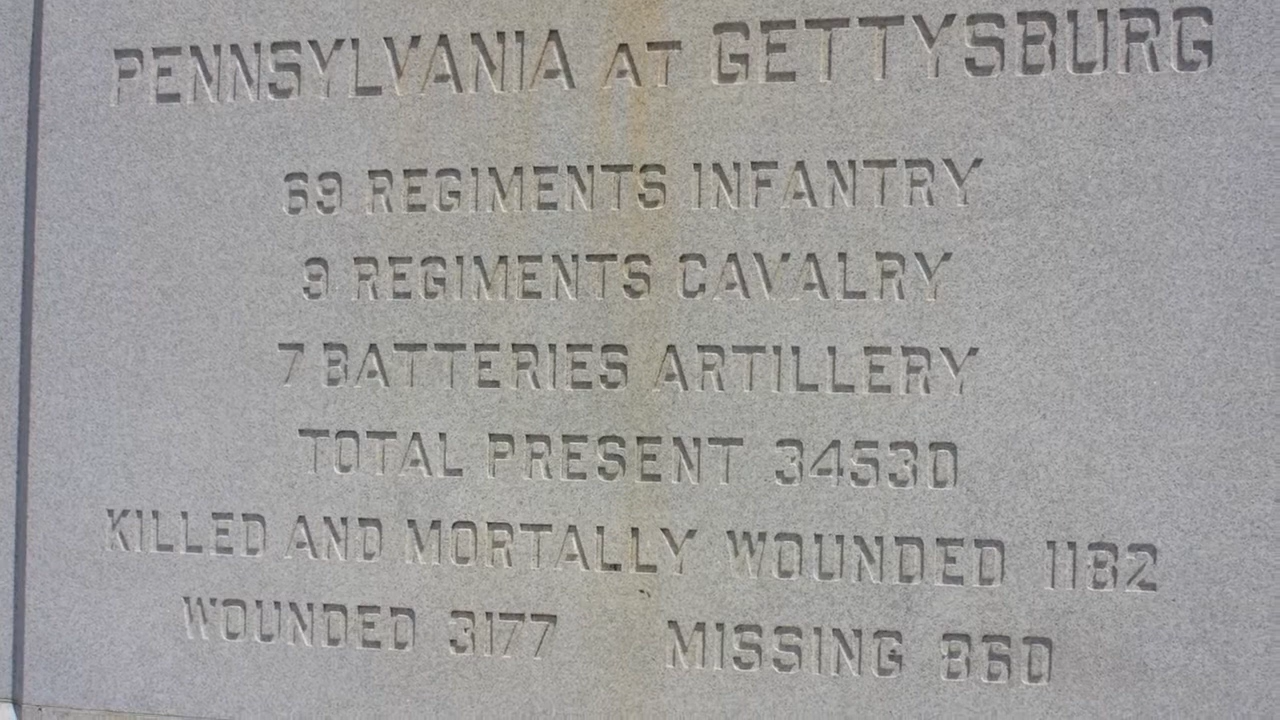 PENNSYLVANIA AT GETTYSBURG
69 REGIMENTS INFANTRY
9 REGIMENTS CAVALRY
7 BATTERIES ARTILLERY
TOTAL PRESENT 34530
KILLED AND MORTALLY WOUNDED 1182
WOUNDED 3177 MISSING 860